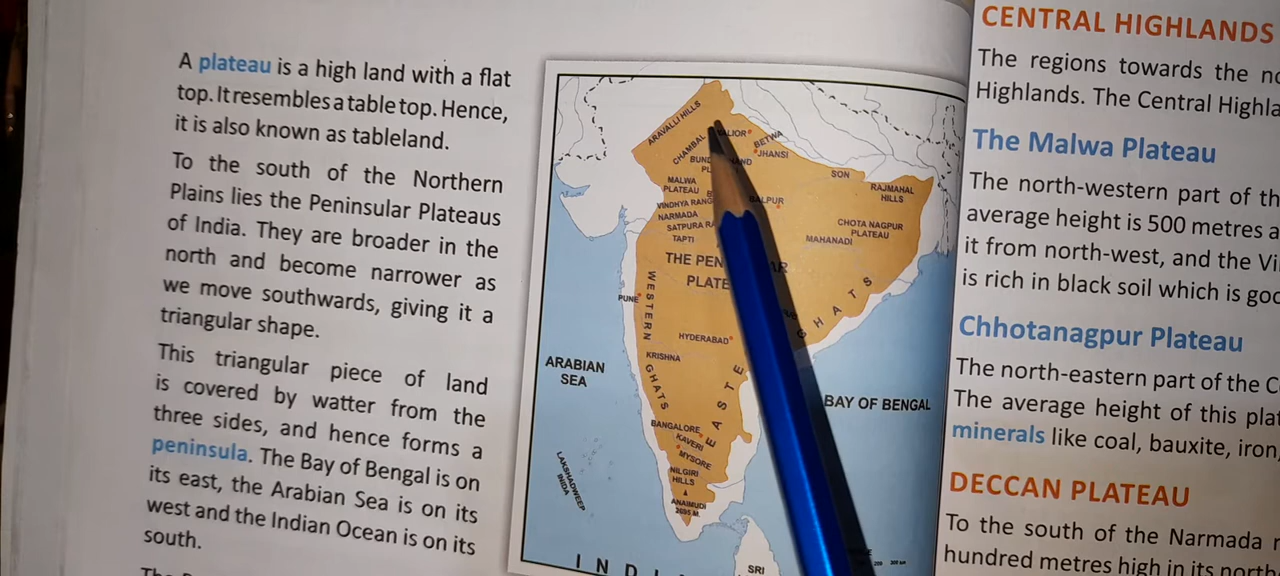 A plateau is a high land with a flat
top. It resembles a table top. Hence,
it is also known as tableland.
To the south of the Northern
Plains lies the Peninsular Plateaus
of India. They are broader in the
north and become narrower as
we move southwards, giving it a
triangular shape.
This triangular piece of land
is covered by watter from the
three sides, and hence forms a
peninsula. The Bay of Bengal is on
its east, the Arabian Sea is on its
west and the Indian Ocean is on its
south.
ARAVALLI HILLS
CHAMBAL
BETWA
JHANSI
SON
RAJMAHAL
HILLS
MALWA
PLATEAU
VINDHYA
NARMADA
SATPURA
TAPTI
CHOTA NAGPUR
PLATEAU
MAHANADI
THE
WESTERN
GHATS
PUNE
HYDERABAD
KRISHNA
ARABIAN
SEA
GHATS
BAY OF BENGAL
BANGALORE
KAVERI
MYSORE
NILGIRI
HILLS
ANAIMUDI
2695 M.
LAKSHADWEEP
INIDA
SRI
CENTRAL HIGHLANDS
The regions towards the
Highlands. The Central
The Malwa Plateau
The north-western part of
average height is 500 metres
it from north-west, and the
is rich in black soil which is
Chhotanagpur Plateau
The north-eastern part of the
The average height of this
minerals like coal, bauxite, iron,
DECCAN PLATEAU
To the south of the Narmada
hundred metres high in its